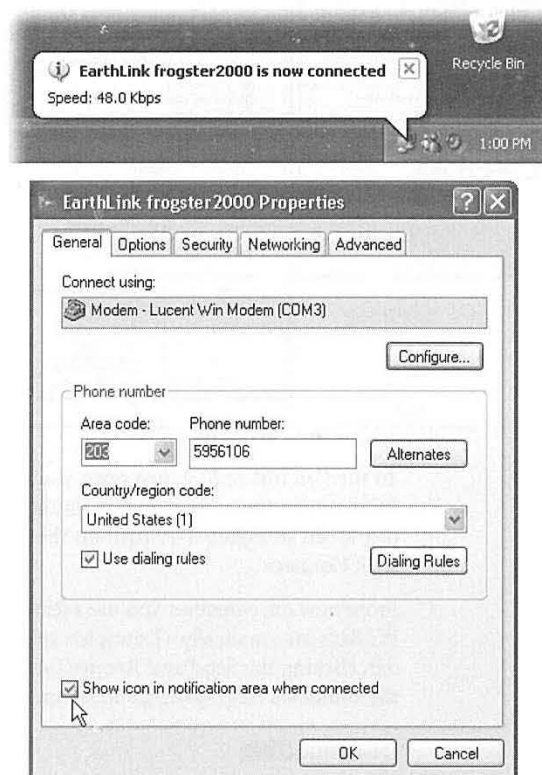 EarthLink frogster2000 is now connected
Speed: 48.0 Kbps
Recycle Bin
1:00 PM
EarthLink frogster2000 Properties
General Options Security Networking Advanced
Connect using:
Modem - Lucent Win Modem (COM3)
Configure...
Phone number
Area code: Phone number:
203 5956106 Alternates
Country/region code:
United States (1)
Use dialing rules Dialing Rules
Show icon in notification area when connected
OK Cancel